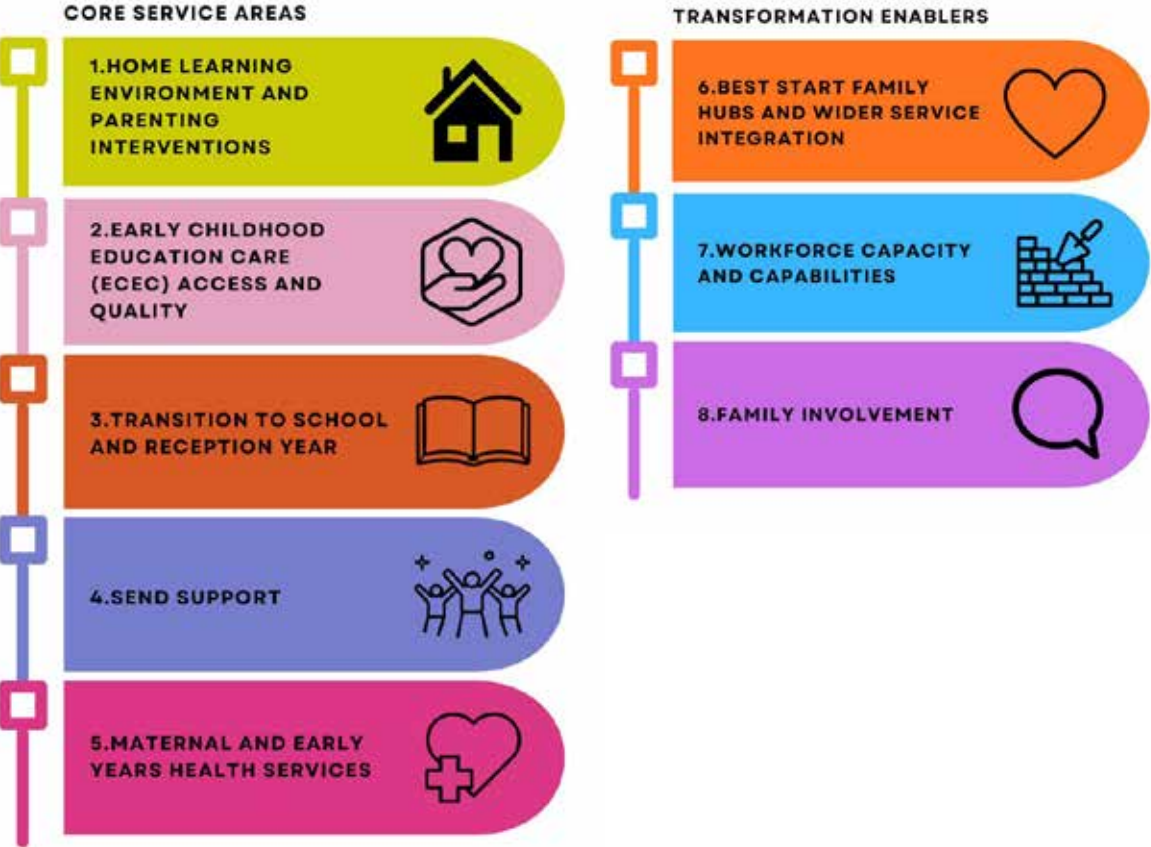 CORE SERVICE AREAS
1.HOME LEARNING
ENVIRONMENT AND
PARENTING
INTERVENTIONS
2.EARLY CHILDHOOD
EDUCATION CARE
(ECEC) ACCESS AND
QUALITY
3.TRANSITION TO SCHOOL
AND RECEPTION YEAR
4.SEND SUPPORT
5.MATERNAL AND EARLY
YEARS HEALTH SERVICES
TRANSFORMATION ENABLERS
6.BEST START FAMILY
HUBS AND WIDER SERVICE
INTEGRATION
7.WORKFORCE CAPACITY
AND CAPABILITIES
8.FAMILY INVOLVEMENT